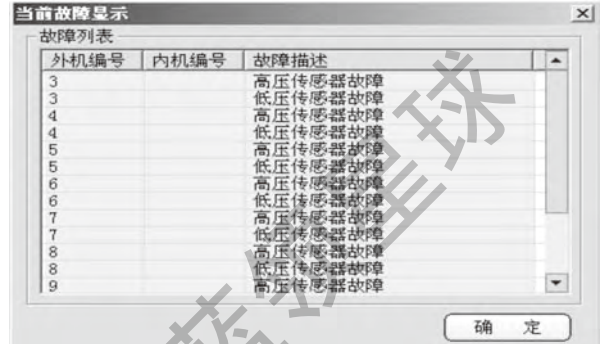 当前故障显示
故障列表
外机编号 内机编号 故障描述
3 高压传感器故障
3 低压传感器故障
4 高压传感器故障
4 低压传感器故障
5 高压传感器故障
5 低压传感器故障
6 高压传感器故障
6 低压传感器故障
7 高压传感器故障
7 低压传感器故障
8 高压传感器故障
8 低压传感器故障
9 高压传感器故障
确 定